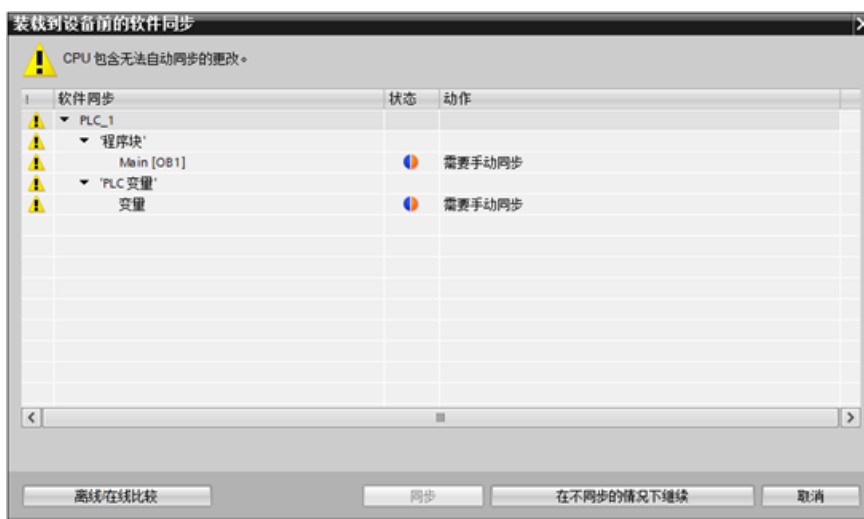 装载到设备前的软件同步
CPU 包含无法自动同步的更改。
! 软件同步 状态 动作
PLC_1
'程序块'
Main [OB1] 需要手动同步
'PLC 变量'
变量 需要手动同步
离线/在线比较 同步 在不同步的情况下继续 取消